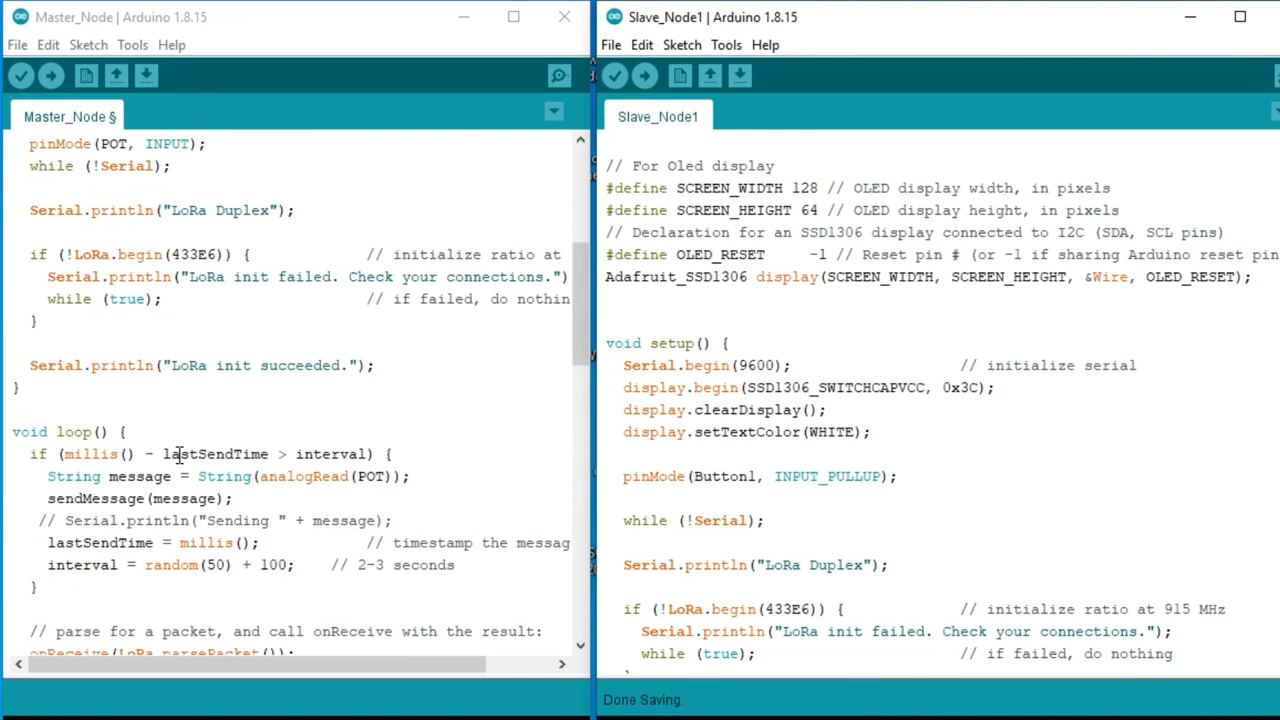 Master_Node | Arduino 1.8.15
File Edit Sketch Tools Help
Master_Node §
pinMode(POT, INPUT);
while (!Serial);
Serial.println("LoRa Duplex");
if (!LoRa.begin(433E6)) { // initialize ratio at
Serial.println("LoRa init failed. Check your connections.")
while (true); // if failed, do nothin
}
Serial.println("LoRa init succeeded.");
}
void loop() {
if (millis() - lastSendTime > interval) {
String message = String(analogRead(POT));
sendMessage(message);
// Serial.println("Sending " + message);
lastSendTime = millis(); // timestamp the messag
interval = random(50) + 100; // 2-3 seconds
}
// parse for a packet, and call onReceive with the result:
onReceive(LoRa.parsePacket());
Slave_Node1 | Arduino 1.8.15
File Edit Sketch Tools Help
Slave_Node1
// For Oled display
#define SCREEN_WIDTH 128 // OLED display width, in pixels
#define SCREEN_HEIGHT 64 // OLED display height, in pixels
// Declaration for an SSD1306 display connected to I2C (SDA, SCL pins)
#define OLED_RESET -1 // Reset pin # (or -1 if sharing Arduino reset pin
Adafruit_SSD1306 display(SCREEN_WIDTH, SCREEN_HEIGHT, &Wire, OLED_RESET);
void setup() {
Serial.begin(9600); // initialize serial
display.begin(SSD1306_SWITCHCAPVCC, 0x3C);
display.clearDisplay();
display.setTextColor(WHITE);
pinMode(Button1, INPUT_PULLUP);
while (!Serial);
Serial.println("LoRa Duplex");
if (!LoRa.begin(433E6)) { // initialize ratio at 915 MHz
Serial.println("LoRa init failed. Check your connections.");
while (true); // if failed, do nothing
Done Saving.